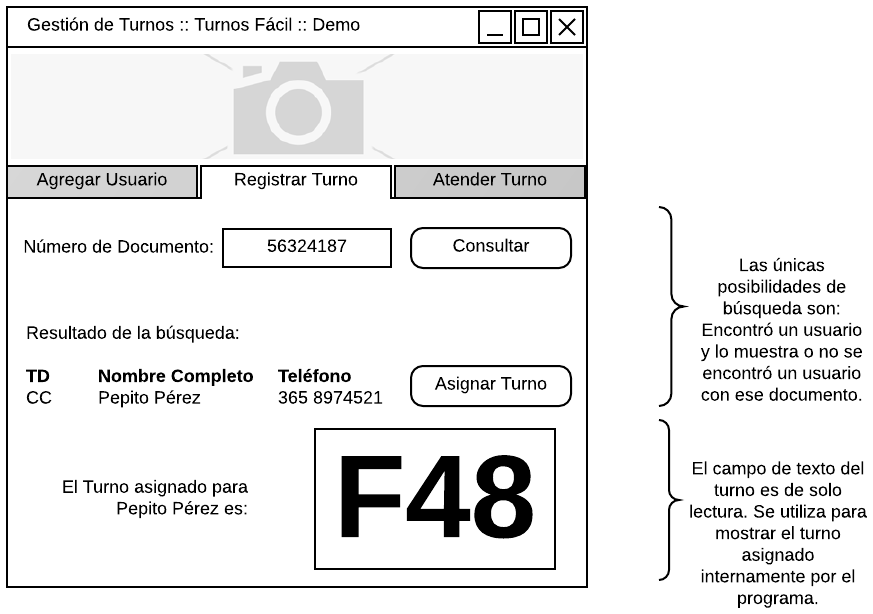 Gestión de Turnos :: Turnos Fácil :: Demo
Agregar Usuario
Registrar Turno
Atender Turno
Número de Documento:
56324187
Consultar
Resultado de la búsqueda:
TD Nombre Completo Teléfono
CC Pepito Pérez 365 8974521
Asignar Turno
El Turno asignado para
Pepito Pérez es:
F48
Las únicas
posibilidades de
búsqueda son:
Encontró un usuario
y lo muestra o no se
encontró un usuario
con ese documento.
El campo de texto del
turno es de solo
lectura. Se utiliza para
mostrar el turno
asignado
internamente por el
programa.